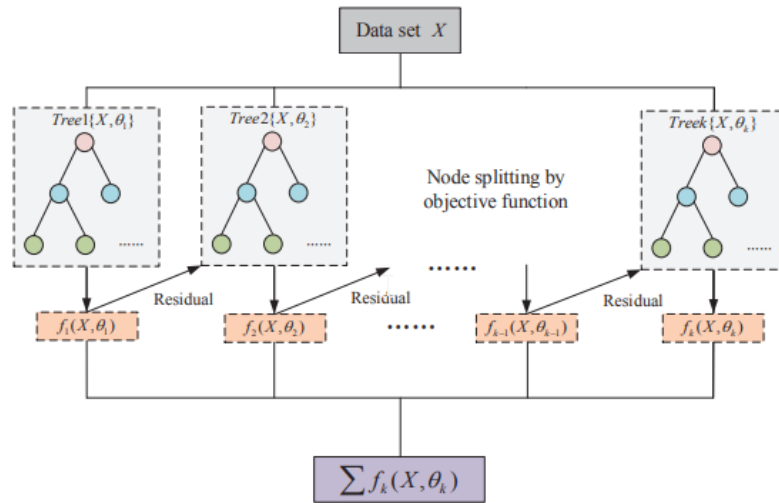 Data set X
Tree1{X,θ₁}
Tree2{X,θ₂}
Treek{X,θₖ}
Node splitting by
objective function
......
......
......
......
Residual
Residual
Residual
f₁(X,θ₁)
f₂(X,θ₂)
......
fₖ₋₁(X,θₖ₋₁)
fₖ(X,θₖ)
∑ fₖ(X,θₖ)